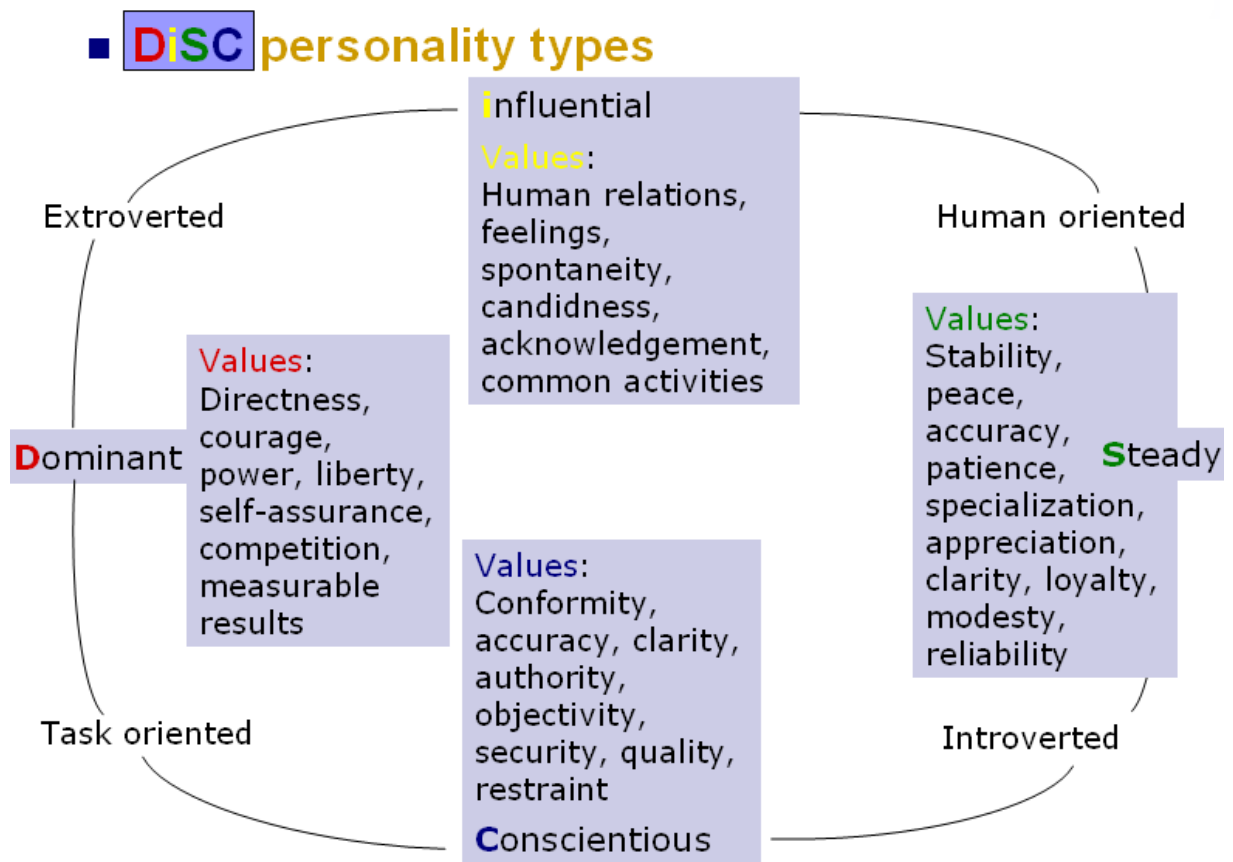 DiSC personality types
influential
Values:
Human relations,
feelings,
spontaneity,
candidness,
acknowledgement,
common activities
Extroverted
Human oriented
Values:
Directness,
courage,
power, liberty,
self-assurance,
competition,
measurable
results
Dominant
Values:
Stability,
peace,
accuracy,
patience,
specialization,
appreciation,
clarity, loyalty,
modesty,
reliability
Steady
Values:
Conformity,
accuracy, clarity,
authority,
objectivity,
security, quality,
restraint
Conscientious
Task oriented
Introverted